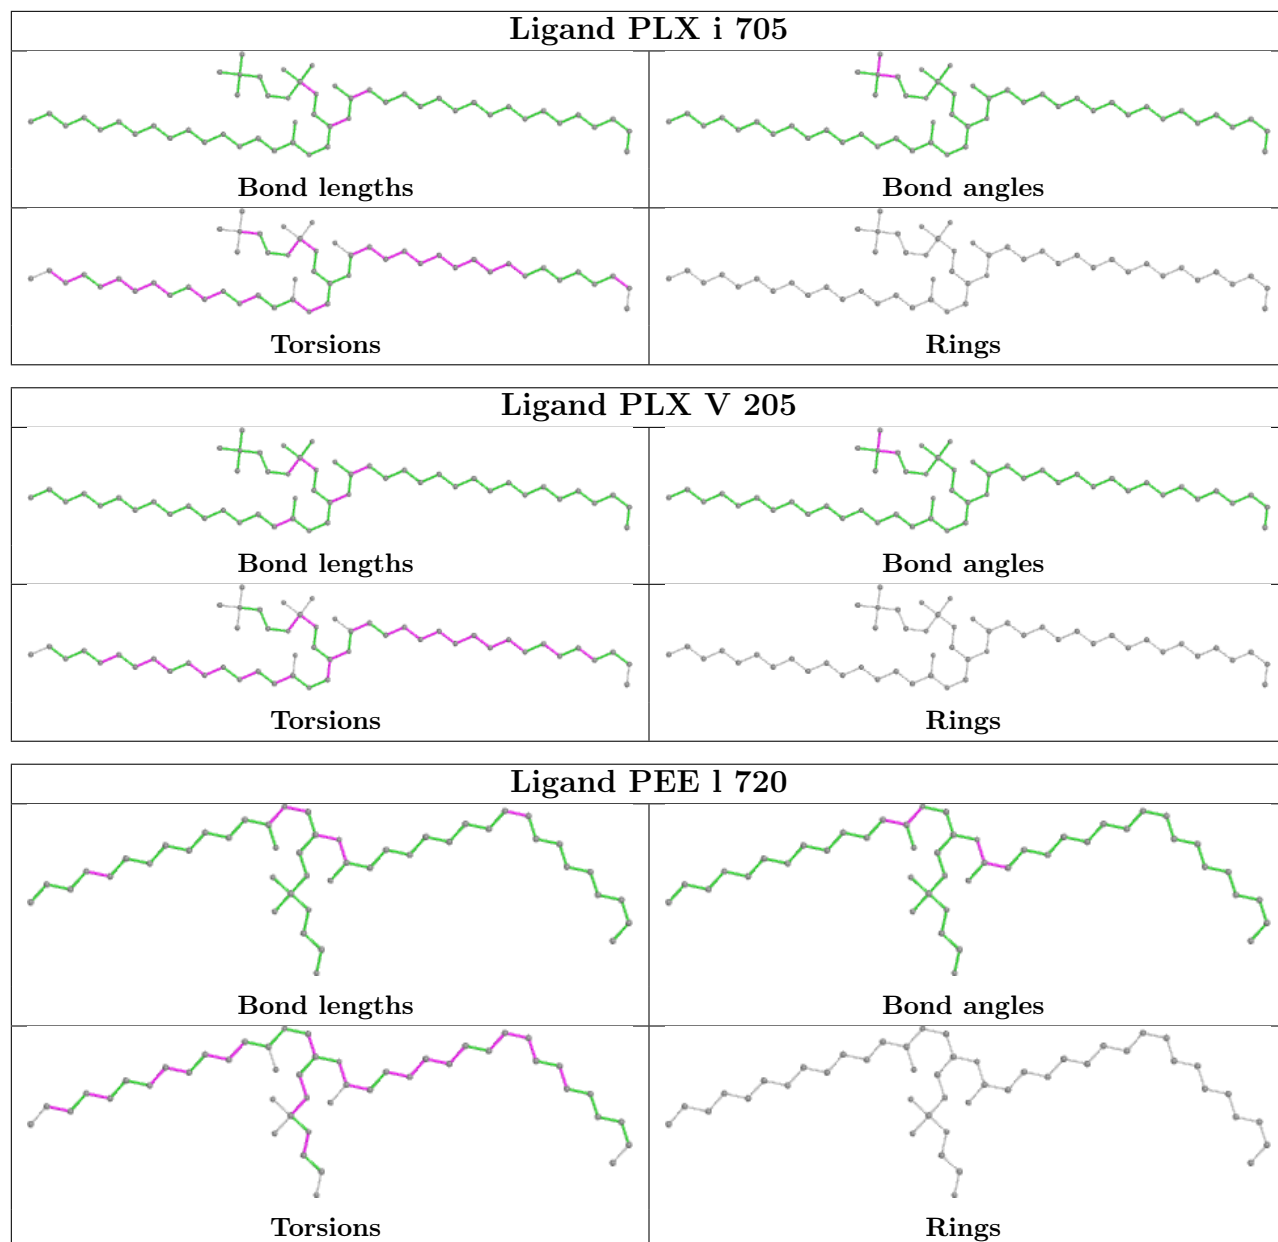 Ligand PLX i 705
Bond lengths
Bond angles
Torsions
Rings
Ligand PLX V 205
Bond lengths
Bond angles
Torsions
Rings
Ligand PEE l 720
Bond lengths
Bond angles
Torsions
Rings